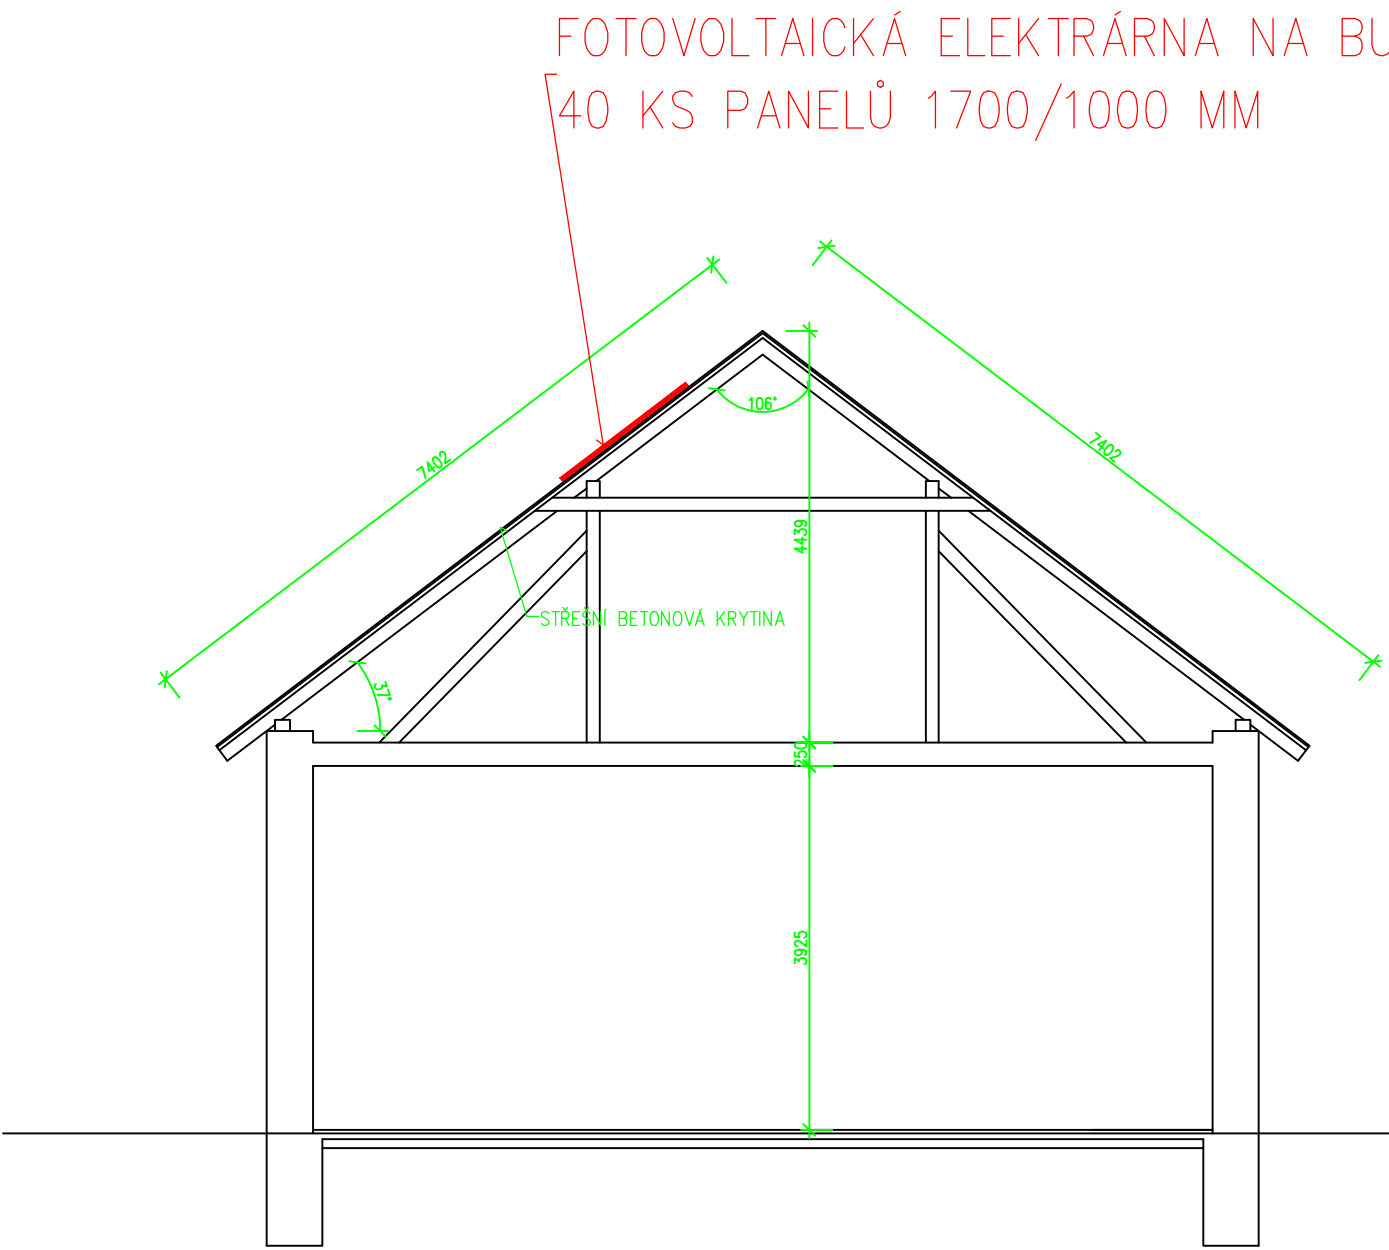 FOTOVOLTAICKÁ ELEKTRÁRNA NA BU
40 KS PANELŮ 1700/1000 MM
7402
7402
106°
4439
STŘEŠNÍ BETONOVÁ KRYTINA
37°
250
3925